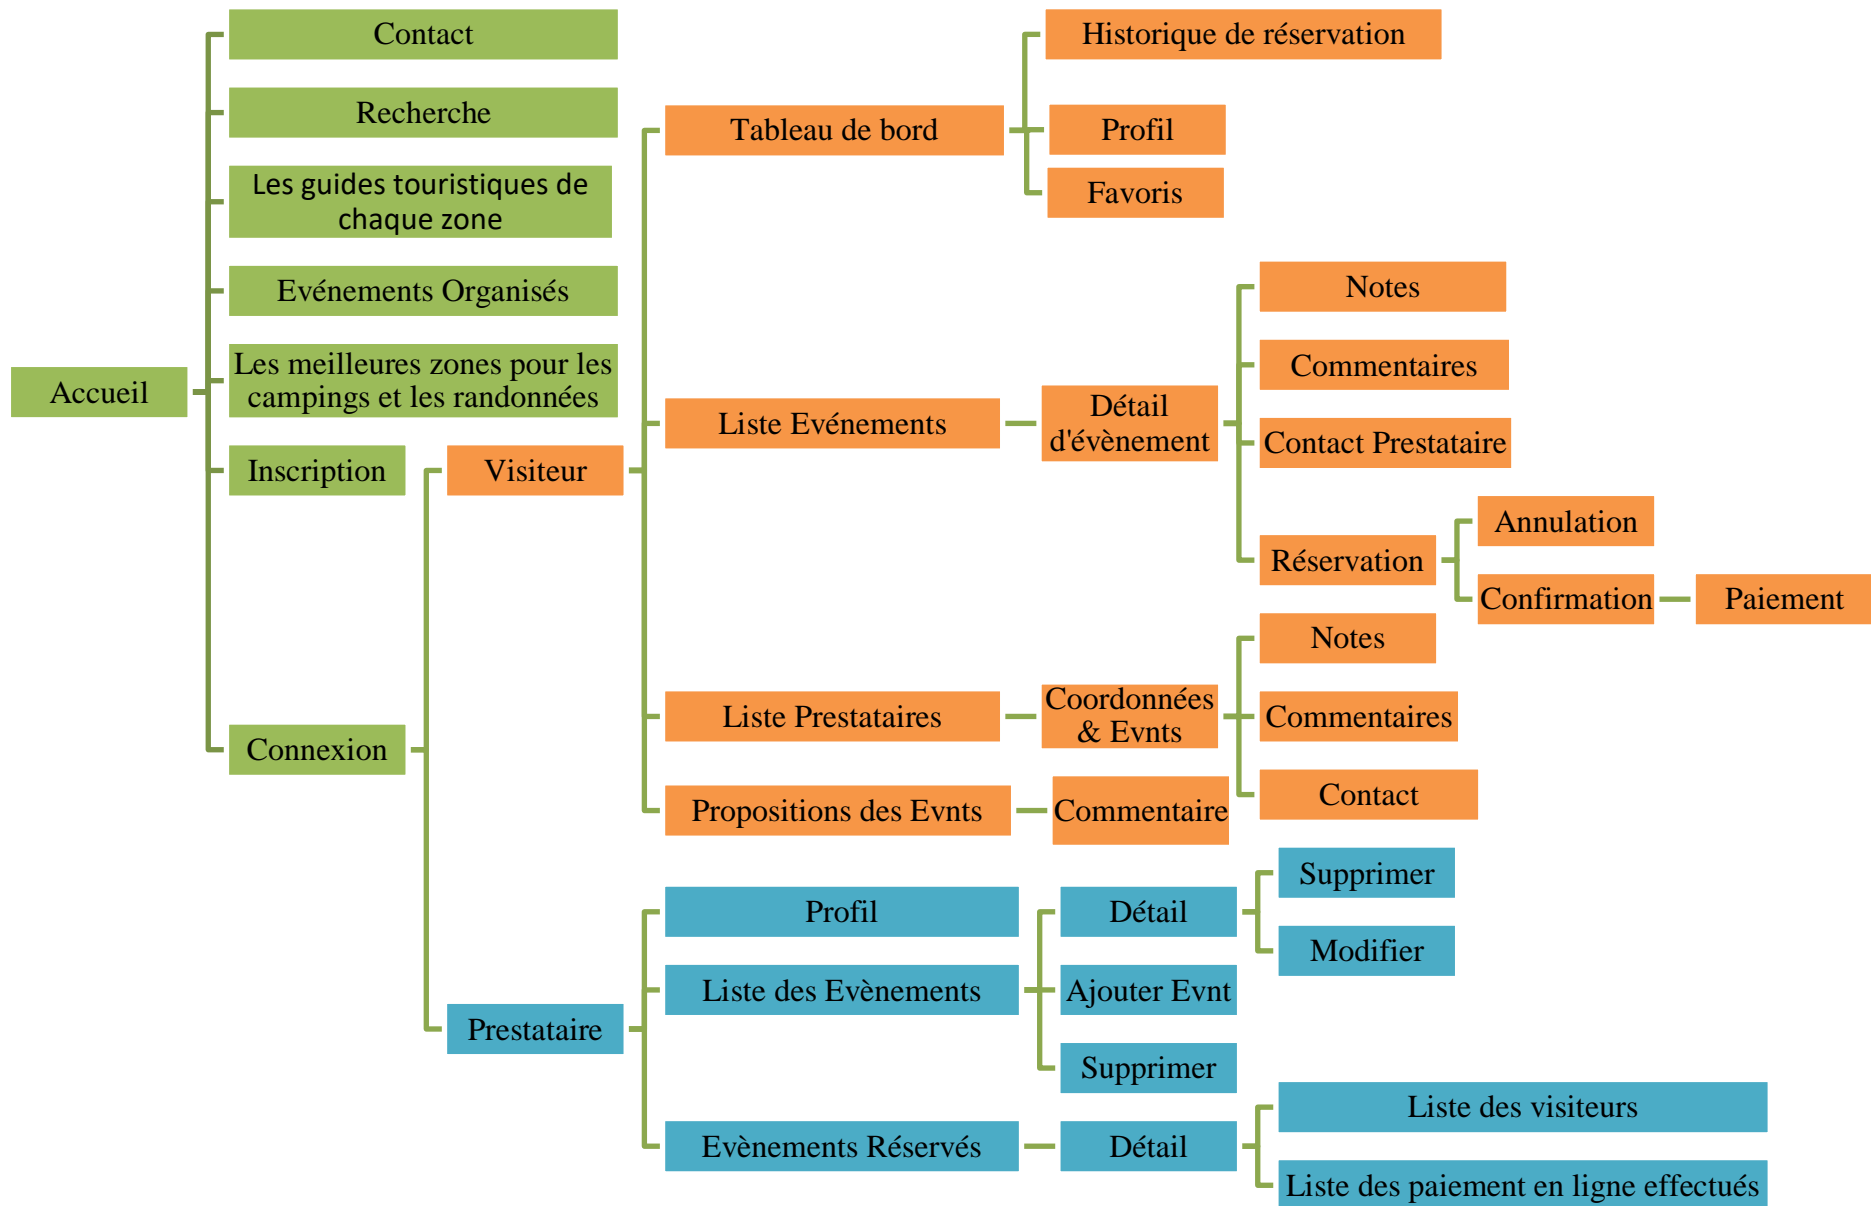 Accueil
Contact
Recherche
Les guides touristiques de
chaque zone
Evénements Organisés
Les meilleures zones pour les
campings et les randonnées
Inscription
Connexion
Visiteur
Tableau de bord
Historique de réservation
Profil
Favoris
Liste Evénements
Détail
d'évènement
Notes
Commentaires
Contact Prestataire
Réservation
Annulation
Confirmation
Paiement
Liste Prestataires
Coordonnées
& Evnts
Notes
Commentaires
Contact
Propositions des Evnts
Commentaire
Prestataire
Profil
Liste des Evènements
Détail
Supprimer
Modifier
Ajouter Evnt
Supprimer
Evènements Réservés
Détail
Liste des visiteurs
Liste des paiement en ligne effectués